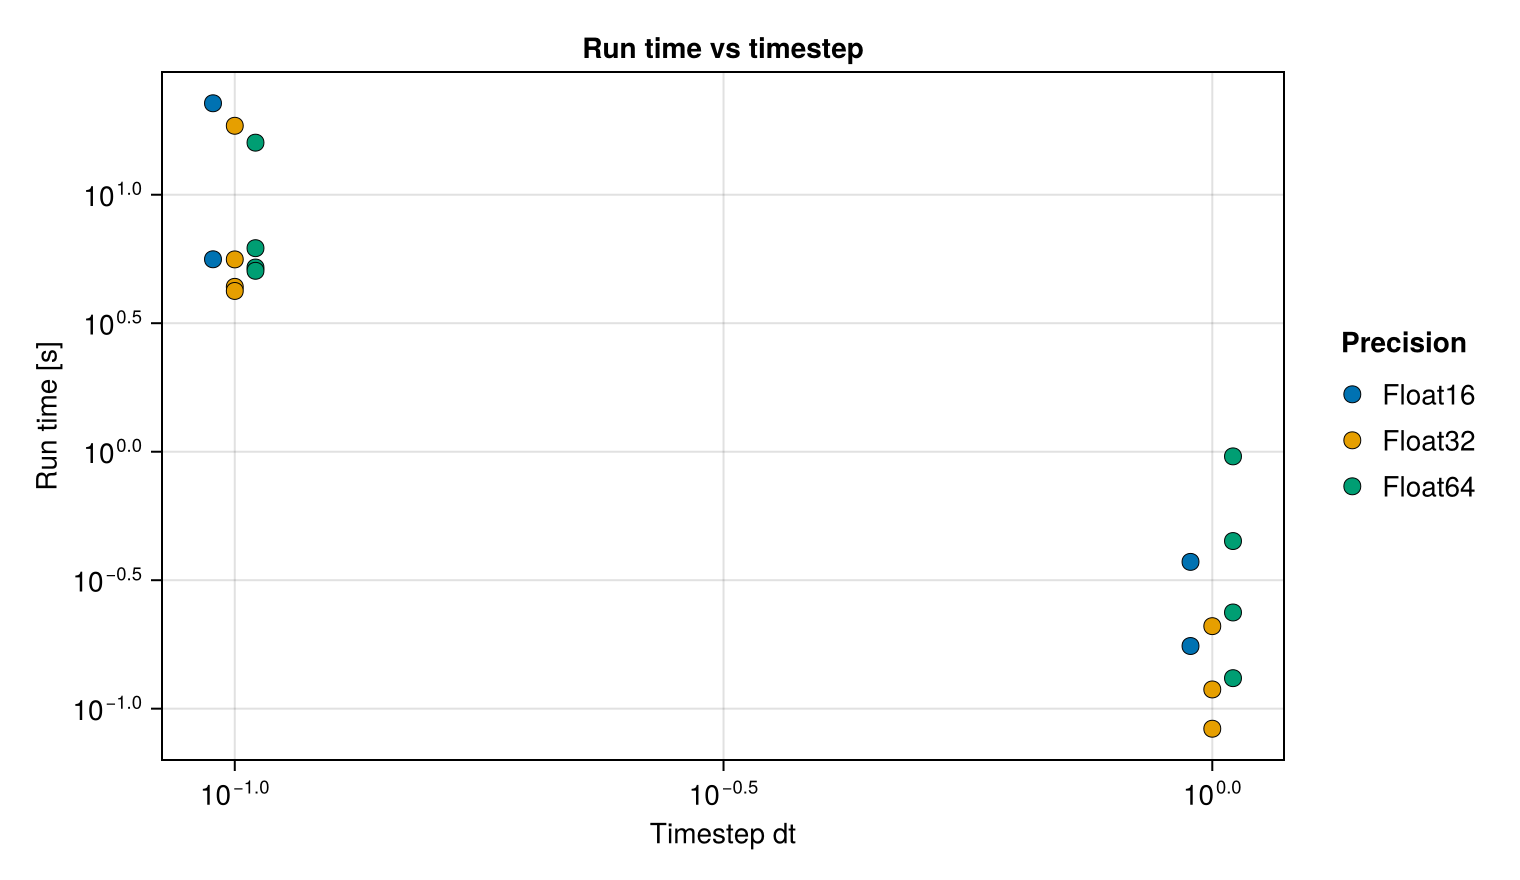 Run time vs timestep
10^1.0
10^0.5
10^0.0
10^−0.5
10^−1.0
Run time [s]
10^−1.0
10^−0.5
10^0.0
Timestep dt
Precision
Float16
Float32
Float64